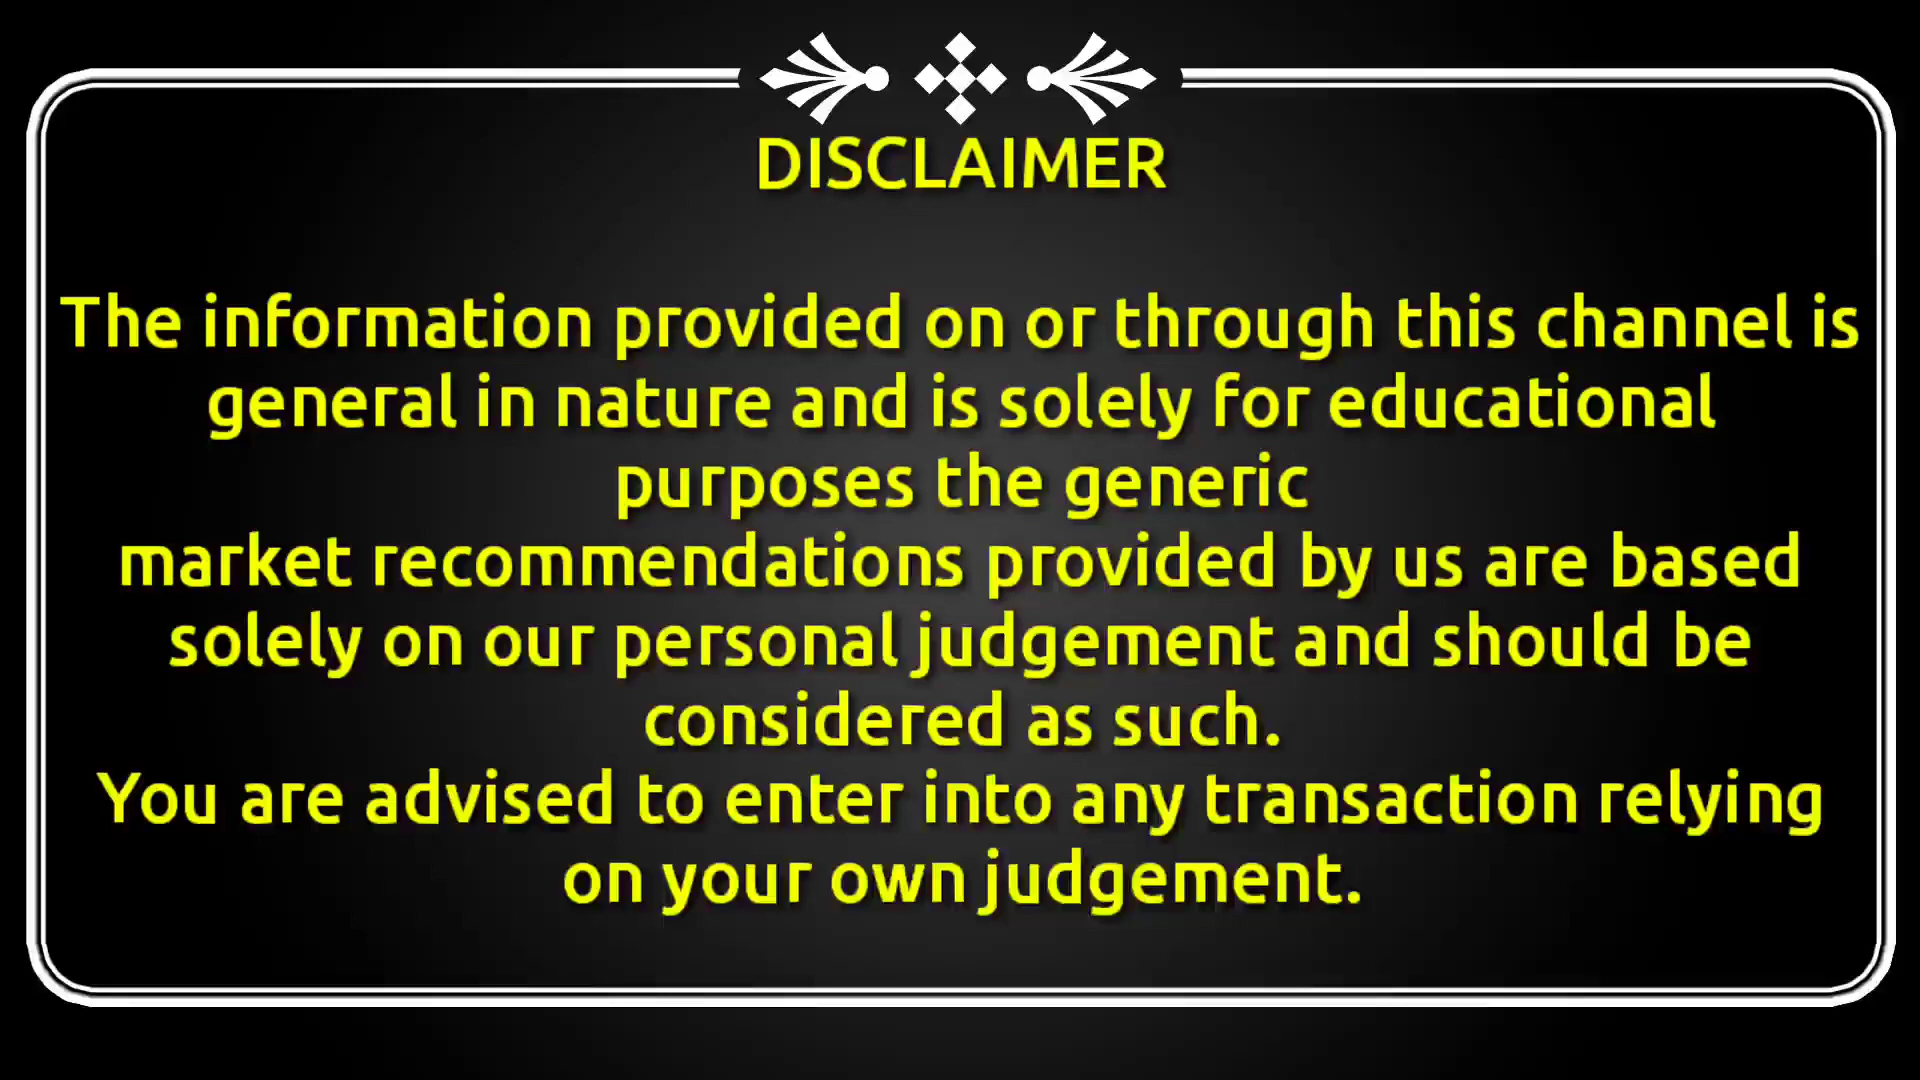 DISCLAIMER
The information provided on or through this channel is
general in nature and is solely for educational
purposes the generic
market recommendations provided by us are based
solely on our personal judgement and should be
considered as such.
You are advised to enter into any transaction relying
on your own judgement.